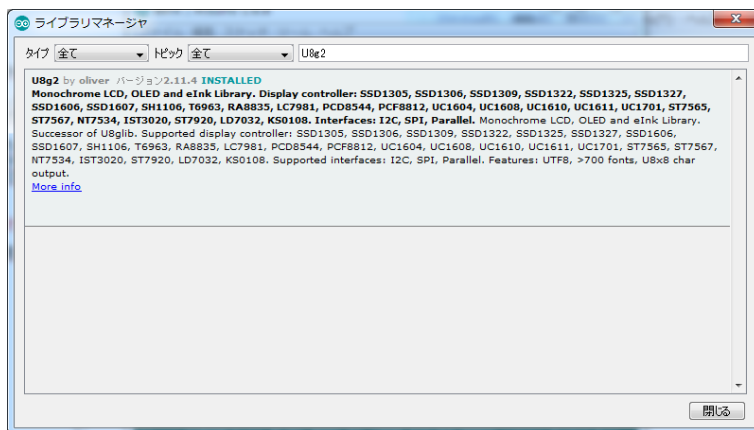 ライブラリマネージャ
タイプ 全て トピック 全て U8g2
U8g2 by oliver バージョン2.11.4 INSTALLED
Monochrome LCD, OLED and eInk Library. Display controller: SSD1305, SSD1306, SSD1309, SSD1322, SSD1325, SSD1327,
SSD1606, SSD1607, SH1106, T6963, RA8835, LC7981, PCD8544, PCF8812, UC1604, UC1608, UC1610, UC1611, UC1701, ST7565,
ST7567, NT7534, IST3020, ST7920, LD7032, KS0108. Interfaces: I2C, SPI, Parallel. Monochrome LCD, OLED and eInk Library.
Successor of U8glib. Supported display controller: SSD1305, SSD1306, SSD1309, SSD1322, SSD1325, SSD1327, SSD1606,
SSD1607, SH1106, T6963, RA8835, LC7981, PCD8544, PCF8812, UC1604, UC1608, UC1610, UC1611, UC1701, ST7565, ST7567,
NT7534, IST3020, ST7920, LD7032, KS0108. Supported interfaces: I2C, SPI, Parallel. Features: UTF8, >700 fonts, U8x8 char
output.
More info
閉じる